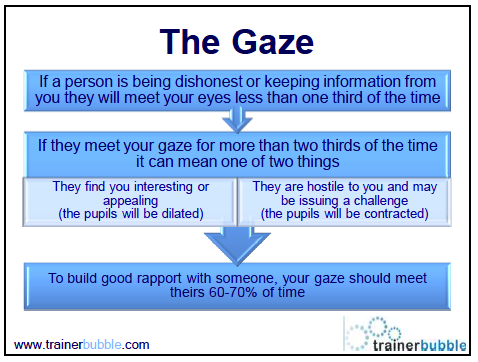 The Gaze
If a person is being dishonest or keeping information from
you they will meet your eyes less than one third of the time
If they meet your gaze for more than two thirds of the time
it can mean one of two things
They find you interesting or
appealing
(the pupils will be dilated)
They are hostile to you and may
be issuing a challenge
(the pupils will be contracted)
To build good rapport with someone, your gaze should meet
theirs 60-70% of time
www.trainerbubble.com
trainerbubble